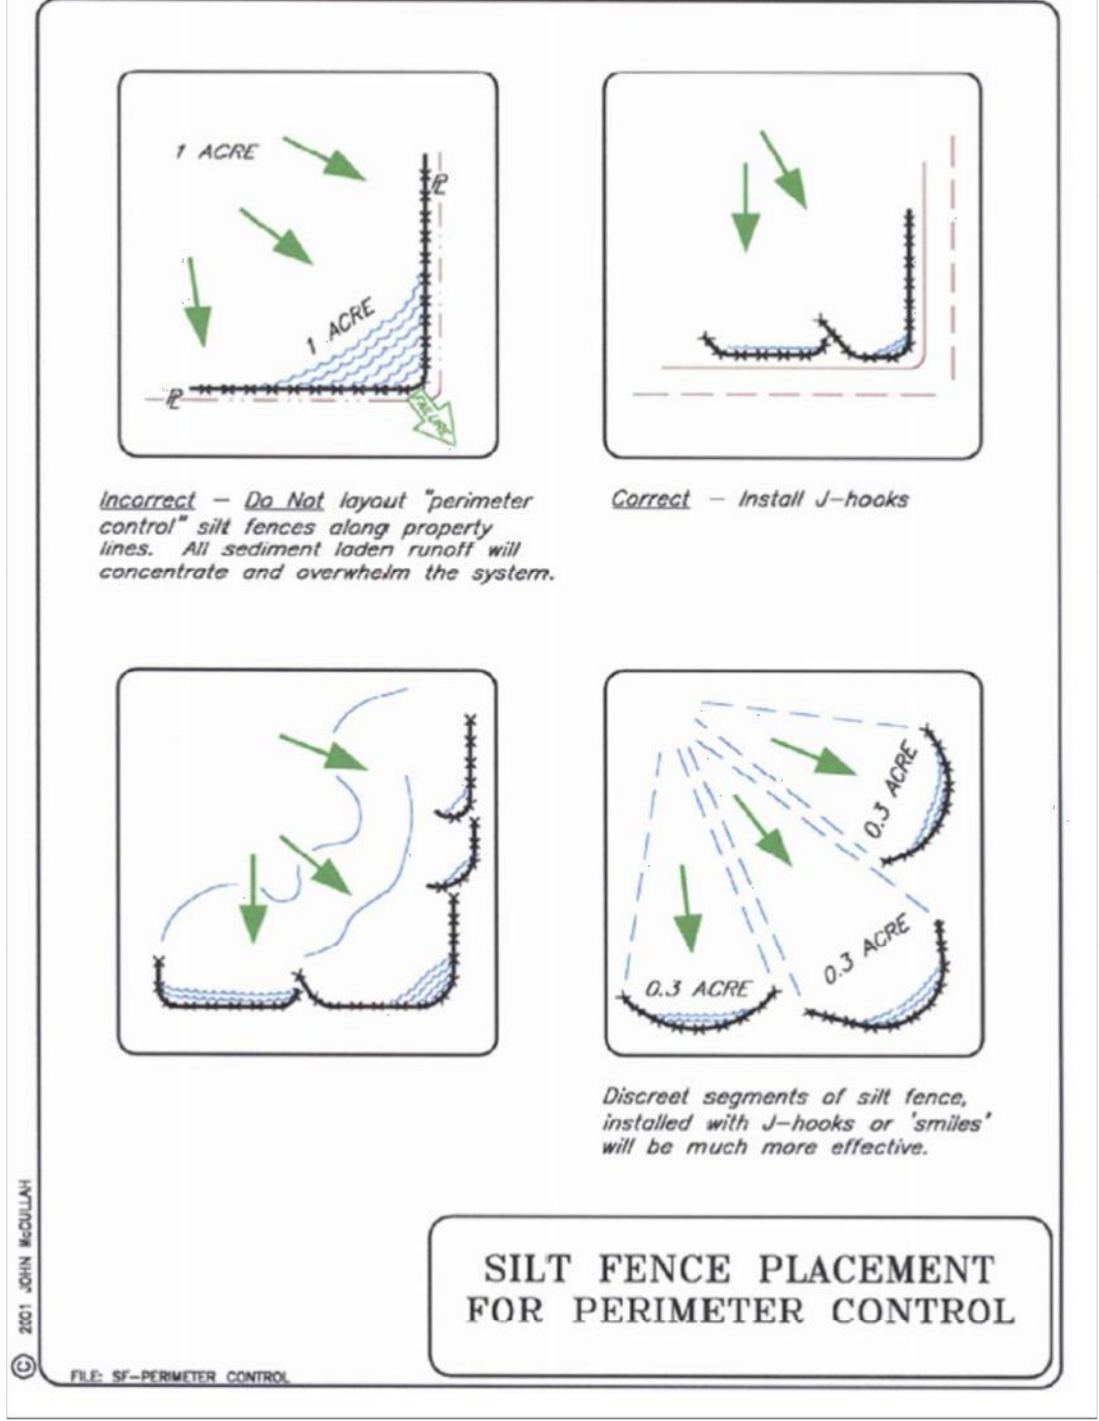 1 ACRE
PL
1 ACRE
PL
FAILURE
Incorrect – Do Not layout "perimeter
control" silt fences along property
lines. All sediment laden runoff will
concentrate and overwhelm the system.
Correct – Install J-hooks
0.3 ACRE
0.3 ACRE
0.3 ACRE
Discreet segments of silt fence,
installed with J-hooks or 'smiles'
will be much more effective.
SILT FENCE PLACEMENT
FOR PERIMETER CONTROL
FILE: SF-PERIMETER CONTROL
© 2001 JOHN McCULLAH